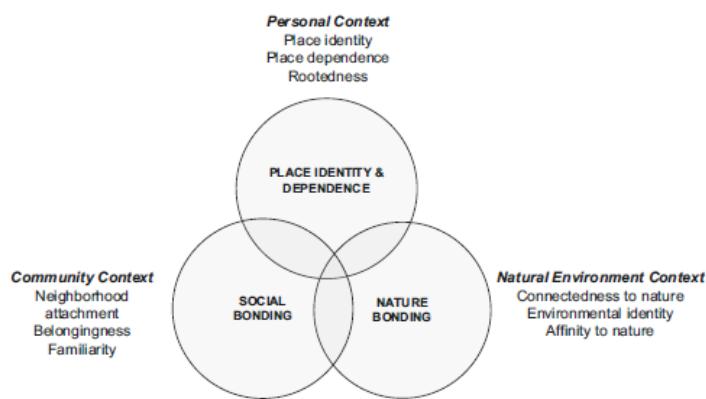 Personal Context
Place identity
Place dependence
Rootedness
PLACE IDENTITY &
DEPENDENCE
Community Context
Neighborhood
attachment
Belongingness
Familiarity
SOCIAL
BONDING
NATURE
BONDING
Natural Environment Context
Connectedness to nature
Environmental identity
Affinity to nature